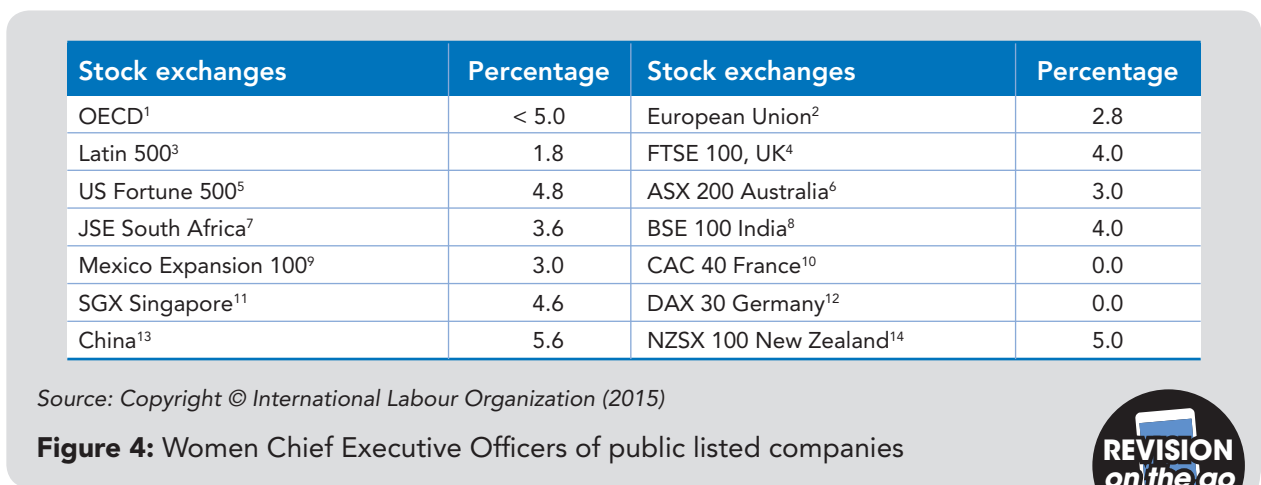 Stock exchanges Percentage Stock exchanges Percentage
OECD¹ < 5.0 European Union² 2.8
Latin 500³ 1.8 FTSE 100, UK⁴ 4.0
US Fortune 500⁵ 4.8 ASX 200 Australia⁶ 3.0
JSE South Africa⁷ 3.6 BSE 100 India⁸ 4.0
Mexico Expansion 100⁹ 3.0 CAC 40 France¹⁰ 0.0
SGX Singapore¹¹ 4.6 DAX 30 Germany¹² 0.0
China¹³ 5.6 NZSX 100 New Zealand¹⁴ 5.0
Source: Copyright © International Labour Organization (2015)
Figure 4: Women Chief Executive Officers of public listed companies
REVISION
on the go